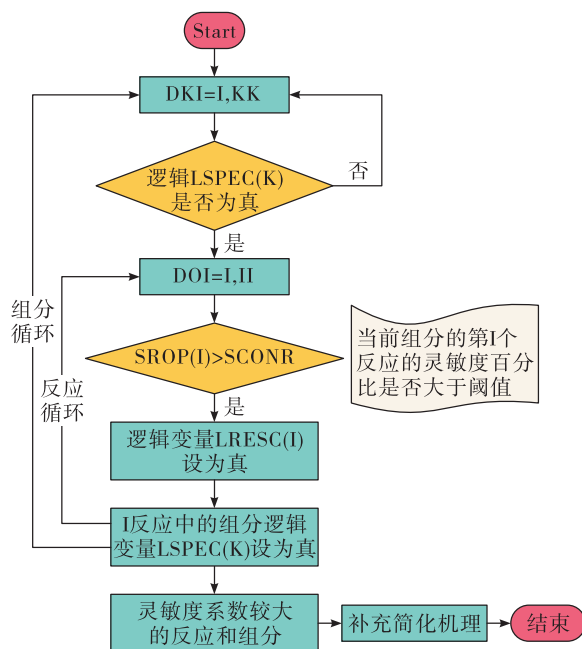 Start
DKI=I,KK
否
逻辑LSPEC(K)
是否为真
是
DOI=I,II
组分
循环
反应
循环
SROP(I)>SCONR
当前组分的第I个
反应的灵敏度百分
比是否大于阈值
是
逻辑变量LRESC(I)
设为真
I反应中的组分逻辑
变量LSPEC(K)设为真
灵敏度系数较大
的反应和组分
补充简化机理
结束